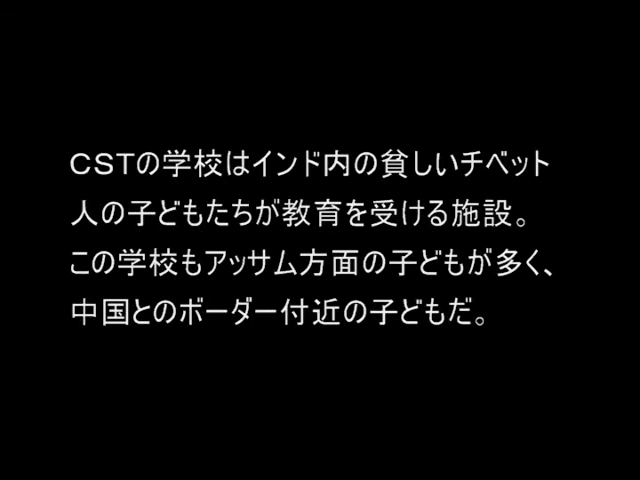 CSTの学校はインド内の貧しいチベット
人の子どもたちが教育を受ける施設。
この学校もアッサム方面の子どもが多く、
中国とのボーダー付近の子どもだ。